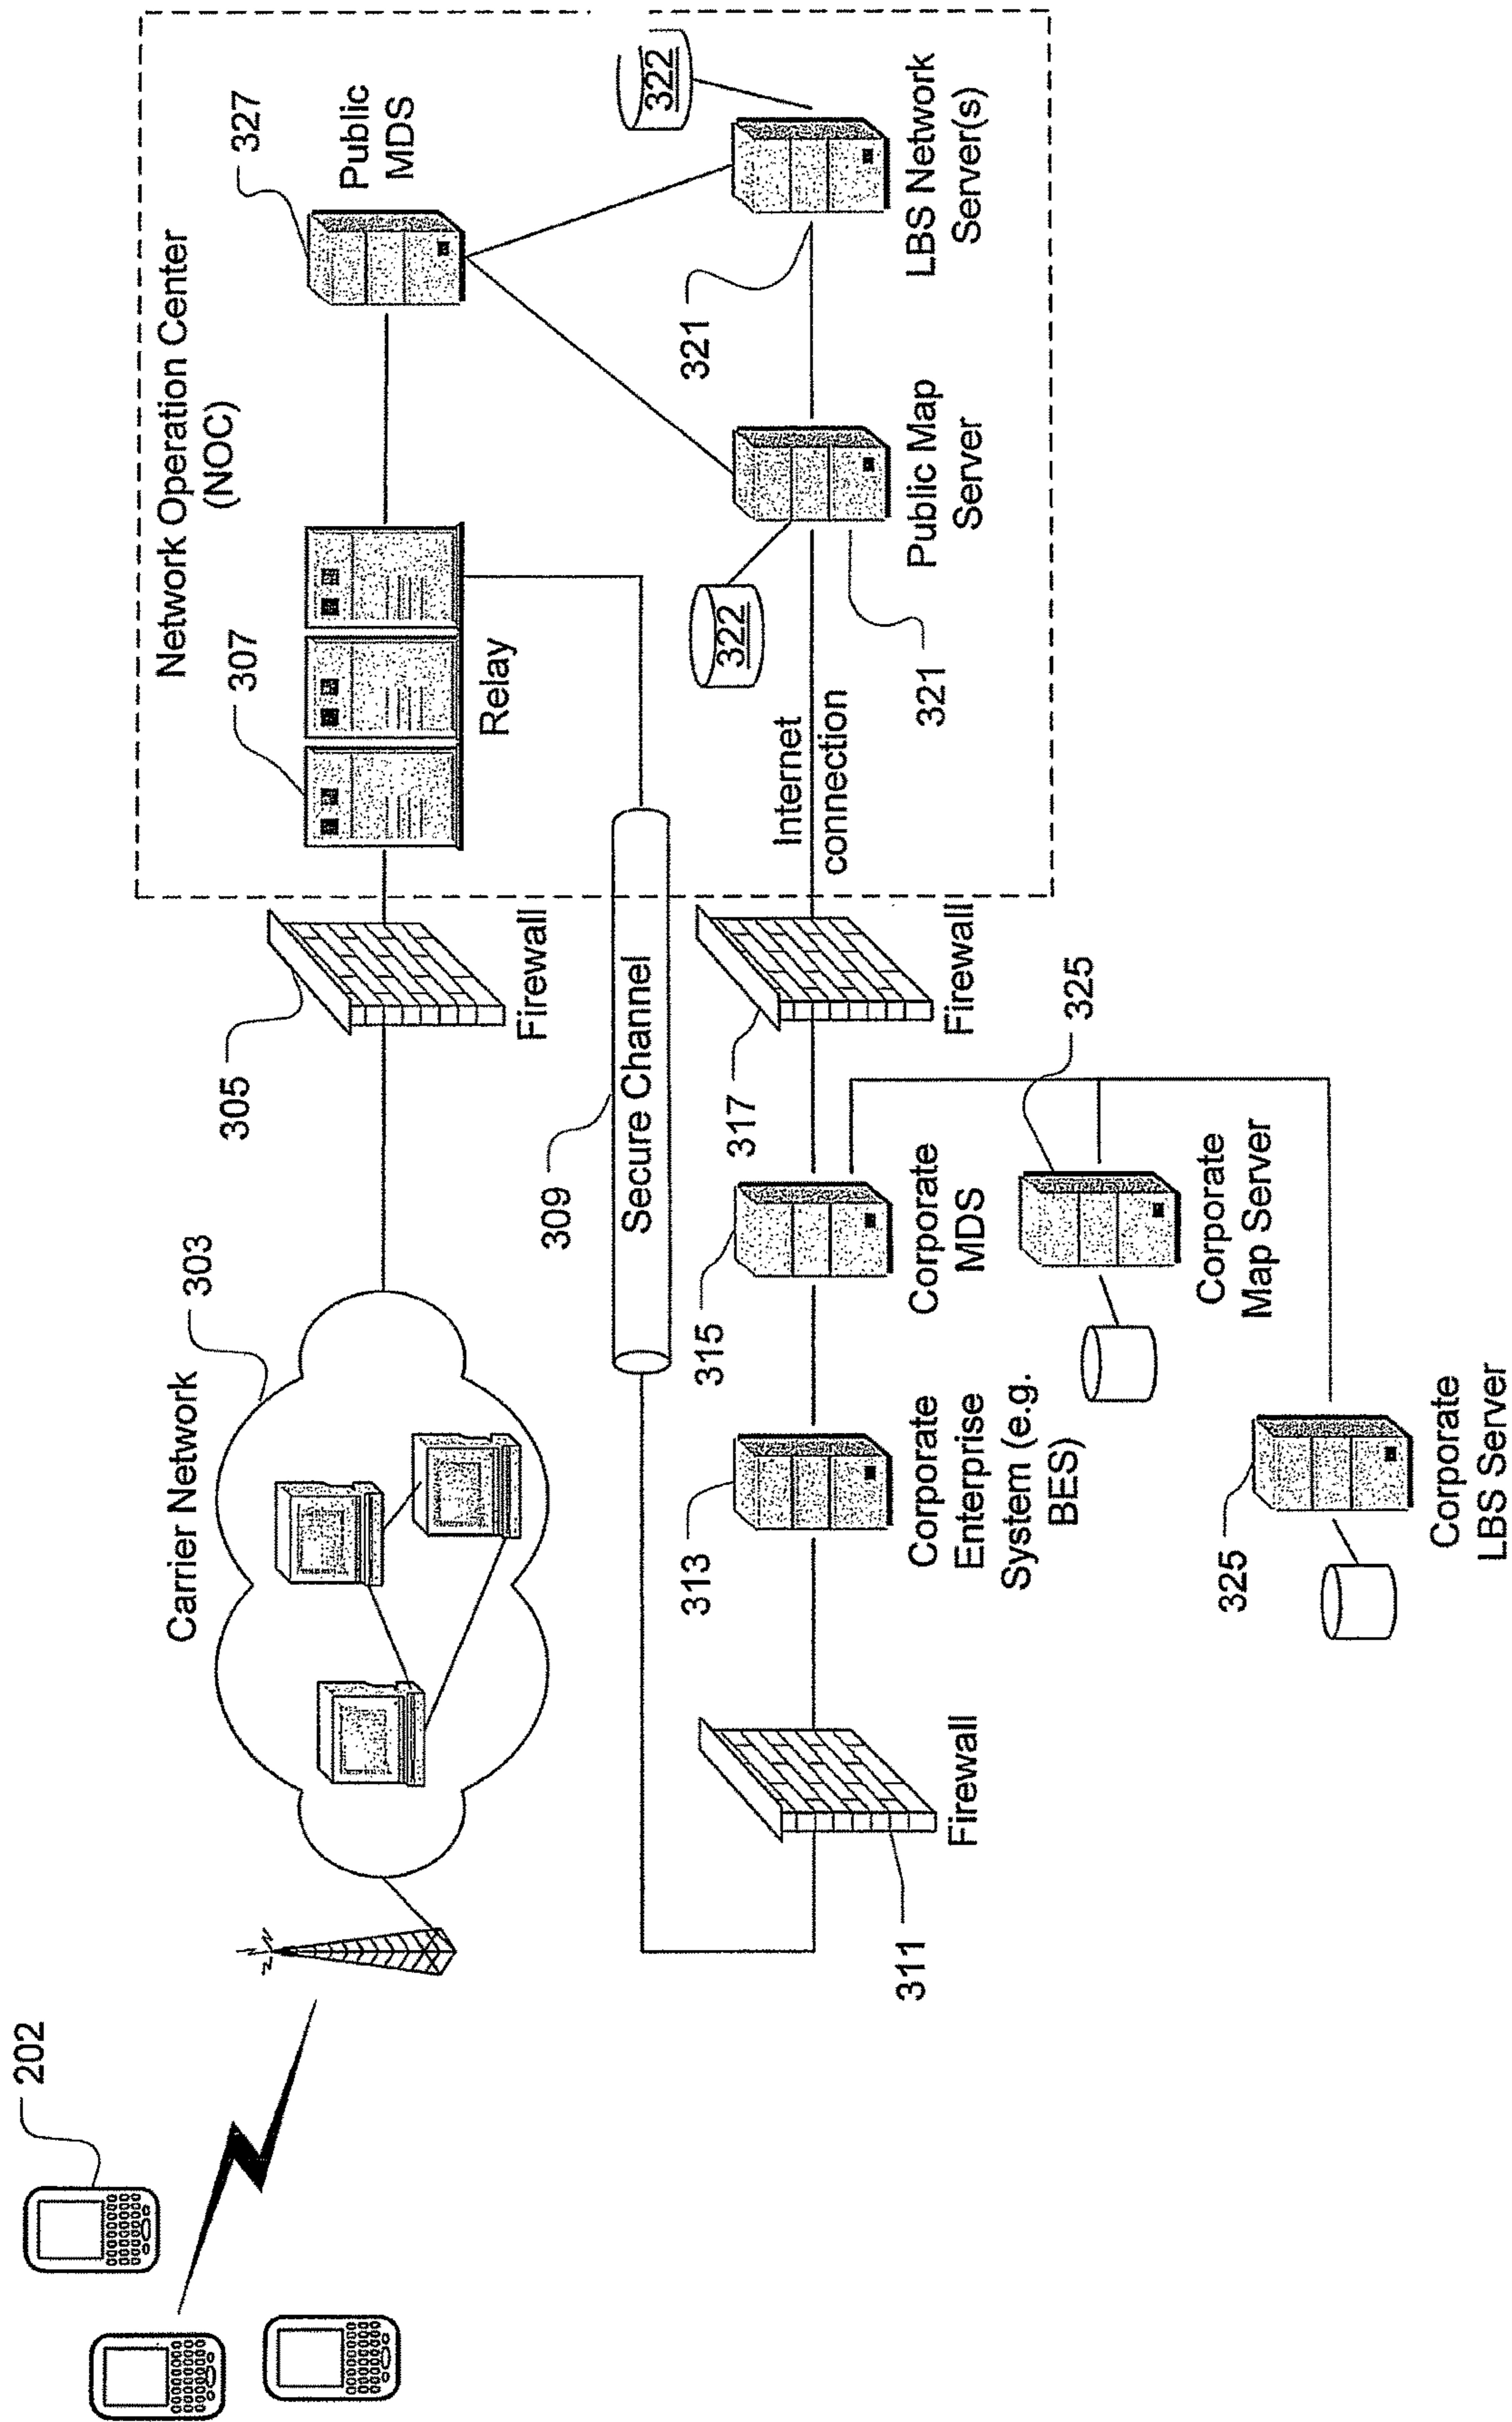 202
Carrier Network
303
305
Firewall
Network Operation Center
(NOC)
307
Relay
327
Public
MDS
309
Secure Channel
322
322
321
LBS Network
Server(s)
Internet
connection
321
Public Map
Server
317
Firewall
315
Corporate
MDS
313
Corporate
Enterprise
System (e.g.
BES)
311
Firewall
325
Corporate
Map Server
325
Corporate
LBS Server